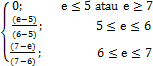 0; e ≤ 5 atau e ≥ 7
(e−5)/(6−5); 5 ≤ e ≤ 6
(7−e)/(7−6); 6 ≤ e ≤ 7